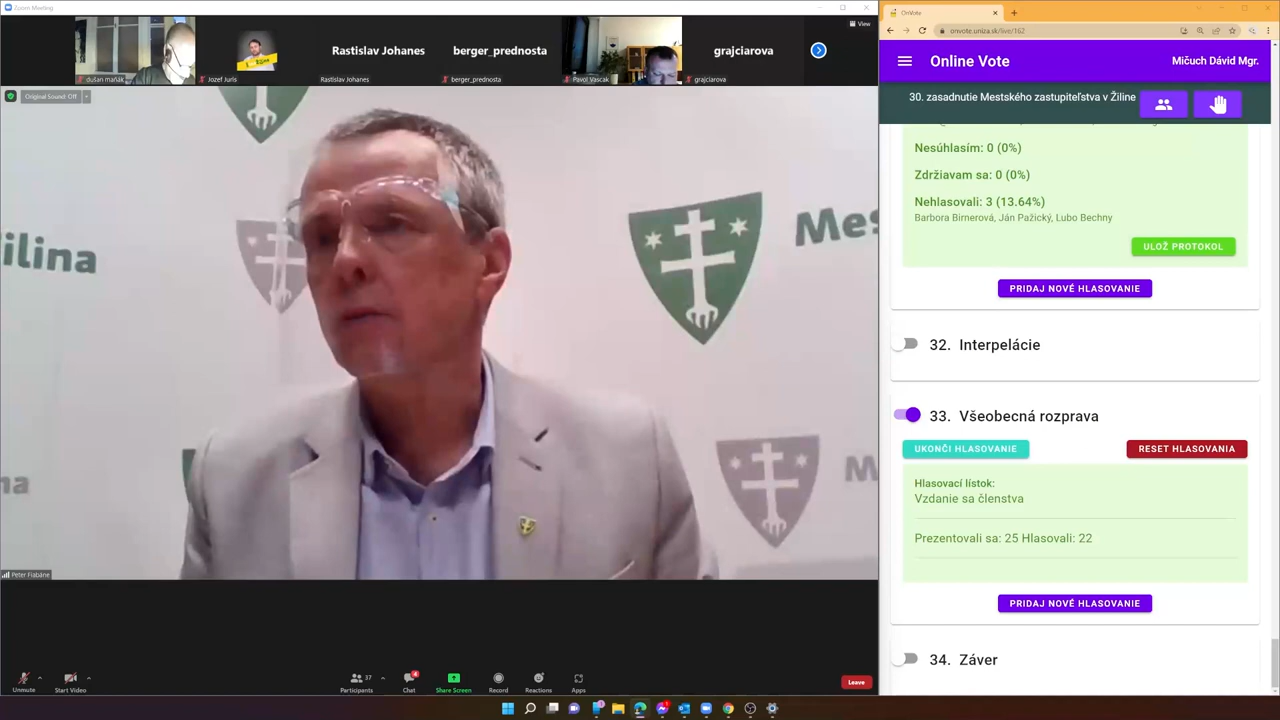 Zoom Meeting
View
dušan maňák
Jozef Juriš
Rastislav Johanes
Rastislav Johanes
berger_prednosta
berger_prednosta
Pavol Vascak
grajciarova
grajciarova
Original Sound: Off
ilina
Mes
na
M
Peter Fiabáne
Unmute
Start Video
Participants
37
Chat
4
Share Screen
Record
Reactions
Apps
Leave
OnVote
onvote.uniza.sk/live/162
Online Vote
Mičuch Dávid Mgr.
30. zasadnutie Mestského zastupiteľstva v Žiline
Nesúhlasím: 0 (0%)
Zdržiavam sa: 0 (0%)
Nehlasovali: 3 (13.64%)
Barbora Birnerová, Ján Pažický, Lubo Bechny
ULOŽ PROTOKOL
PRIDAJ NOVÉ HLASOVANIE
32. Interpelácie
33. Všeobecná rozprava
UKONČI HLASOVANIE
RESET HLASOVANIA
Hlasovací lístok:
Vzdanie sa členstva
Prezentovali sa: 25 Hlasovali: 22
PRIDAJ NOVÉ HLASOVANIE
34. Záver